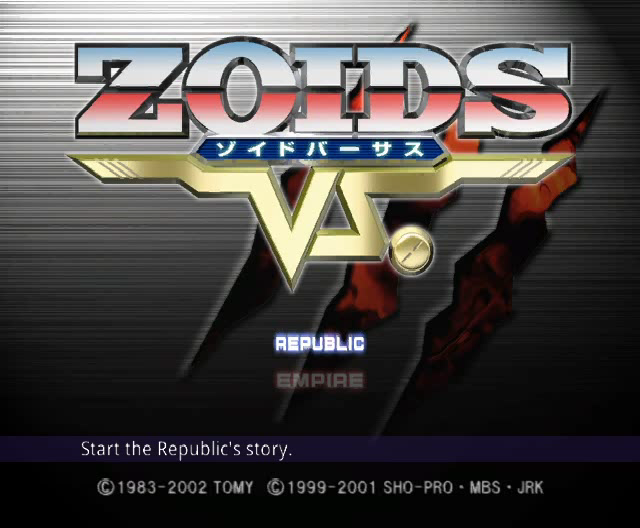 ZOIDS
ゾイドバーサス
VS.
REPUBLIC
EMPIRE
Start the Republic's story.
©1983-2002 TOMY ©1999-2001 SHO-PRO・MBS・JRK